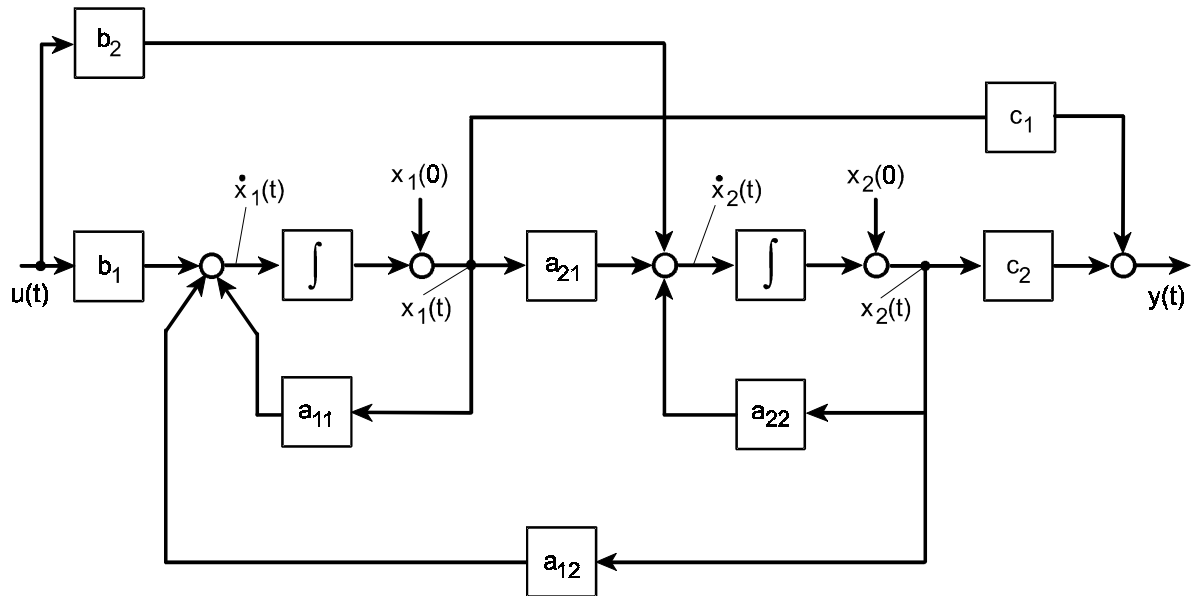 b2
c1
ẋ1(t)
x1(0)
ẋ2(t)
x2(0)
u(t)
b1
∫
x1(t)
a21
∫
x2(t)
c2
y(t)
a11
a22
a12